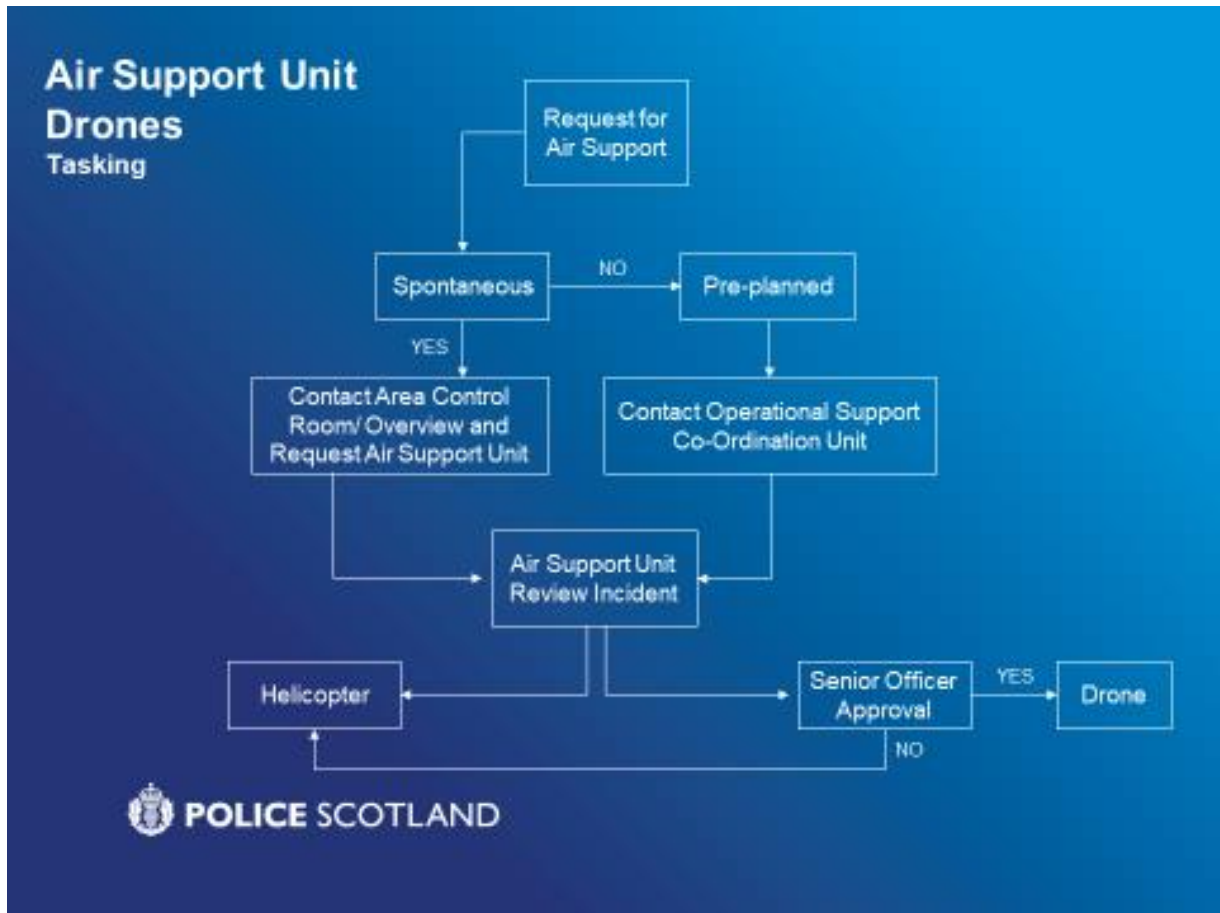 Air Support Unit
Drones
Tasking
Request for
Air Support
Spontaneous
NO
Pre-planned
YES
Contact Area Control
Room/ Overview and
Request Air Support Unit
Contact Operational Support
Co-Ordination Unit
Air Support Unit
Review Incident
Helicopter
Senior Officer
Approval
YES
Drone
NO
POLICE SCOTLAND